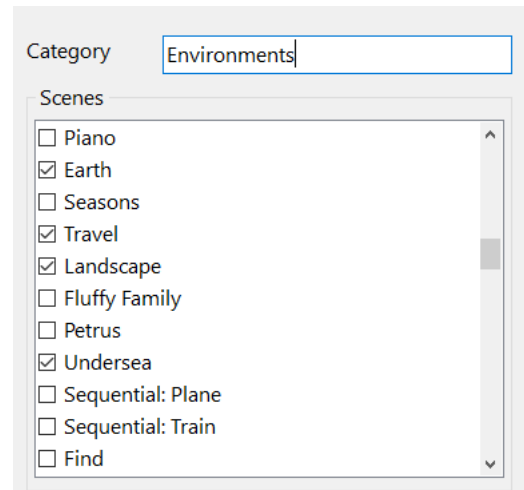 Category Environments
Scenes
Piano
Earth
Seasons
Travel
Landscape
Fluffy Family
Petrus
Undersea
Sequential: Plane
Sequential: Train
Find